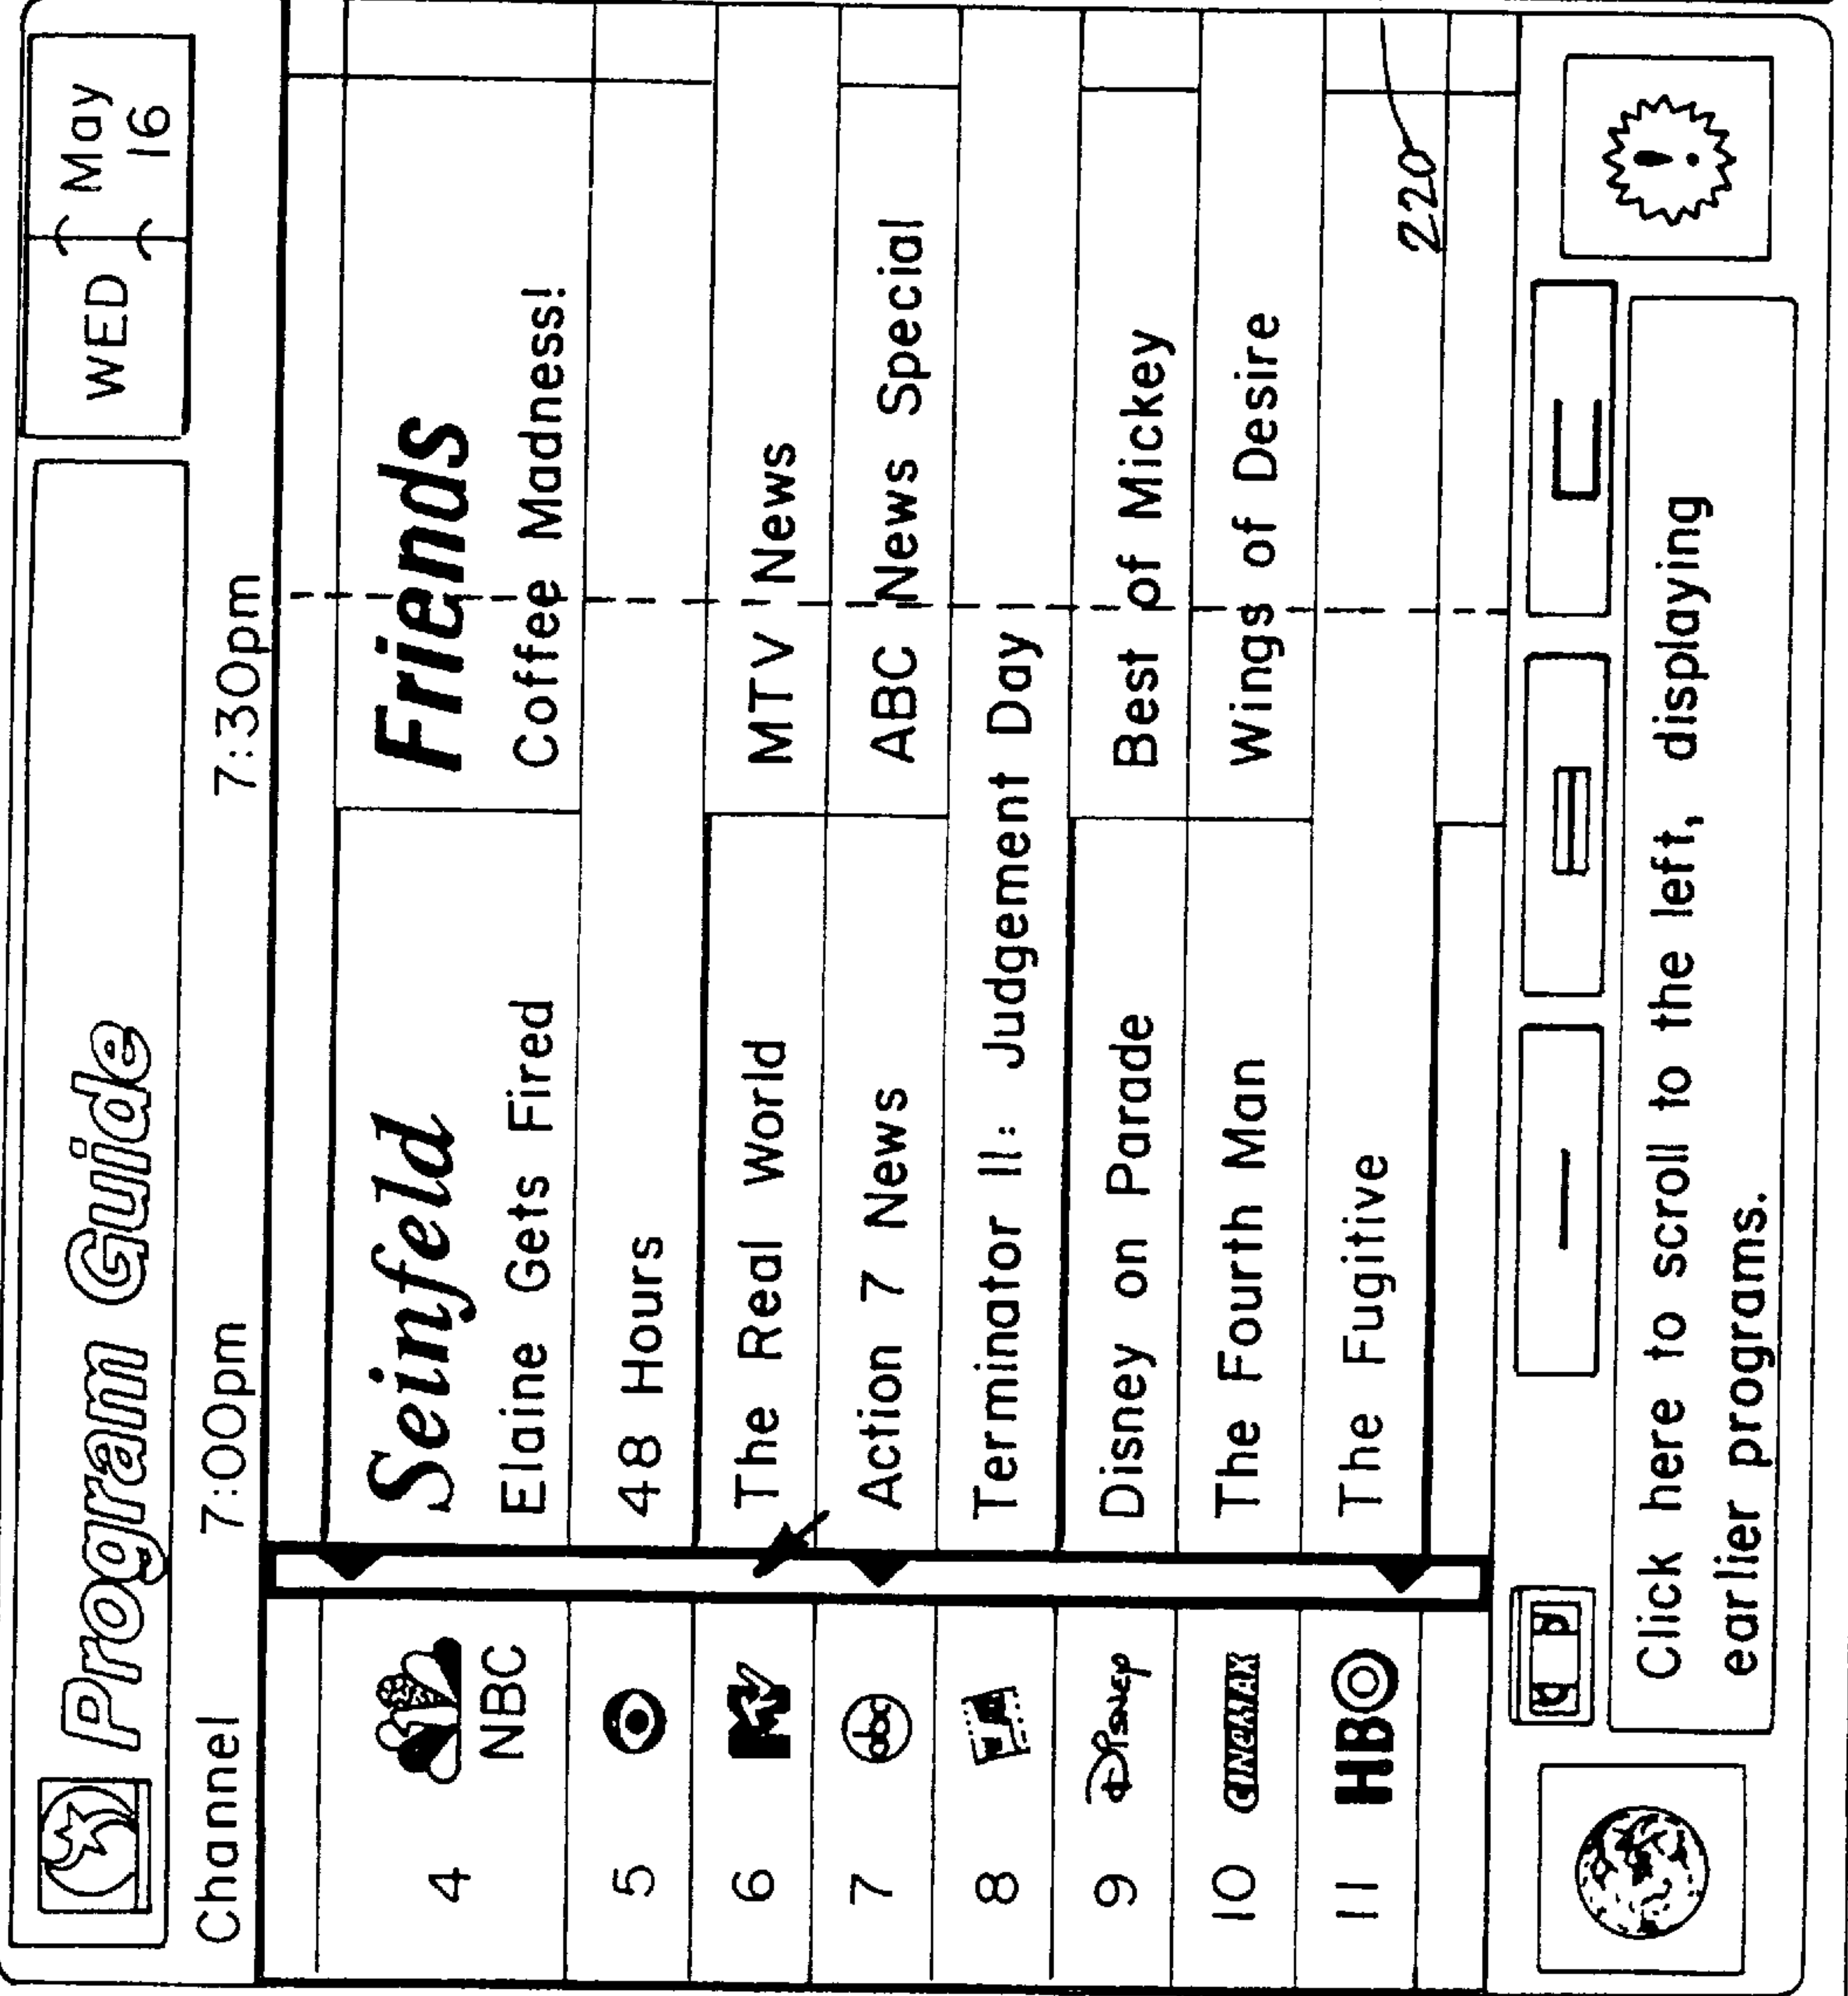 Program Guide
WED May
16
Channel 7:00pm 7:30pm
4 NBC Seinfeld Friends
Elaine Gets Fired Coffee Madness!
5 48 Hours
6 The Real World MTV News
7 abc Action 7 News ABC News Special
8 Terminator II: Judgement Day
9 Disney Disney on Parade Best of Mickey
10 CINEMAX The Fourth Man Wings of Desire
11 HBO The Fugitive
220
Click here to scroll to the left, displaying
earlier programs.